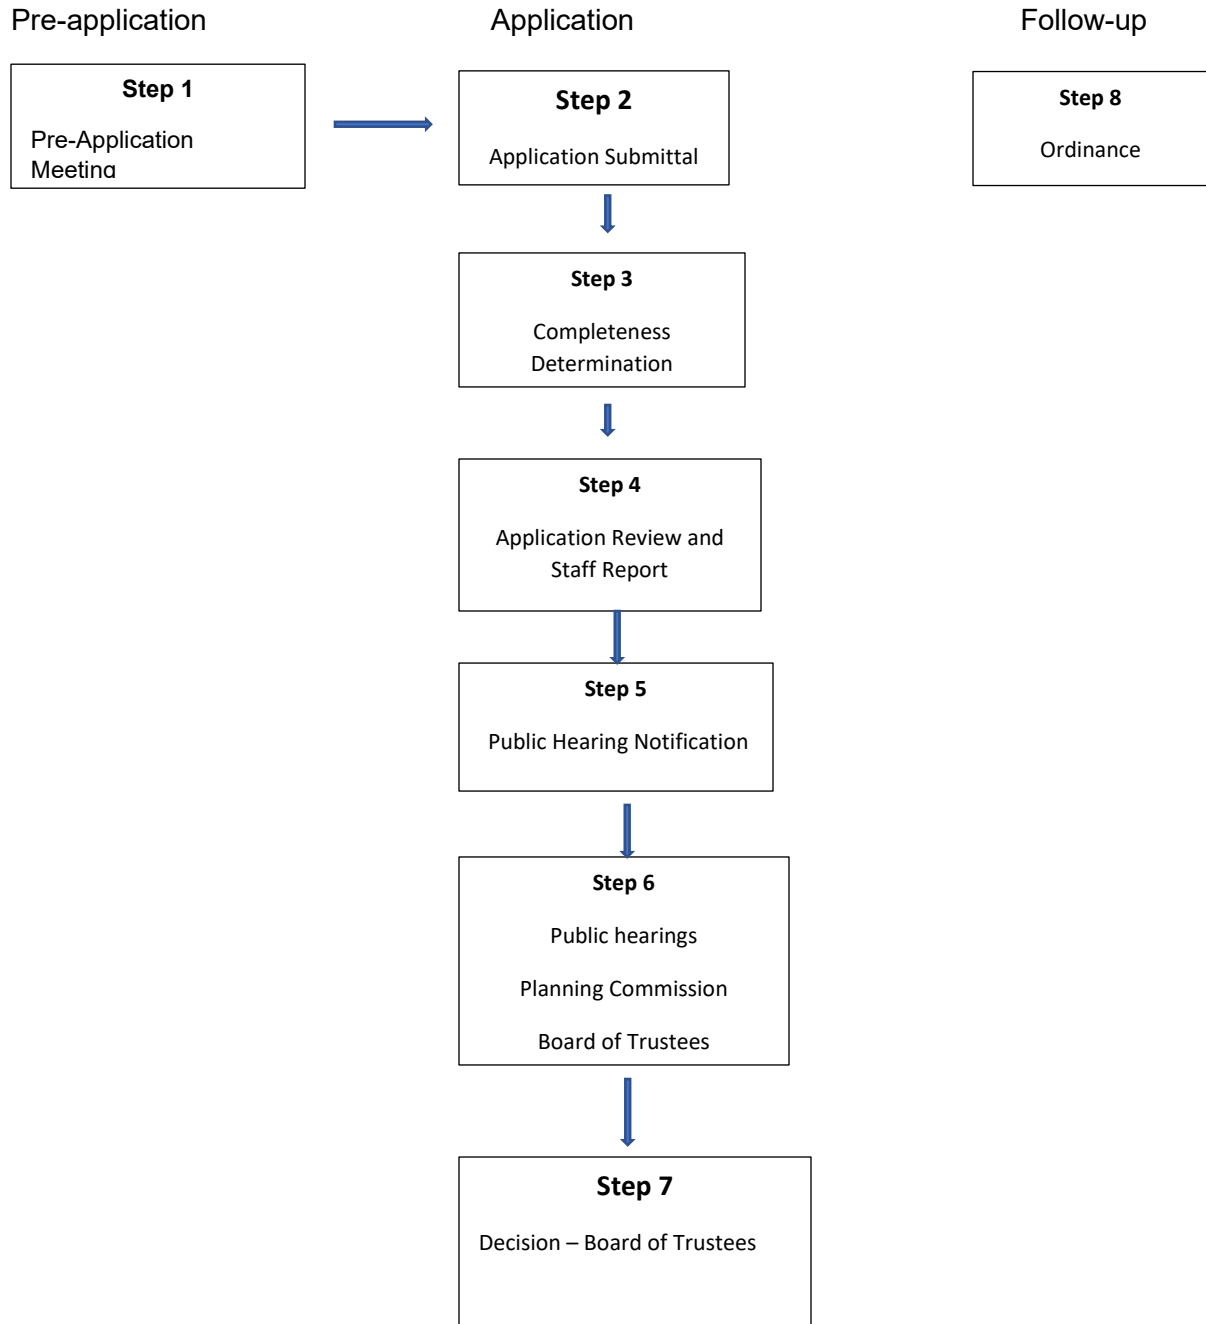 Pre-application
Application
Follow-up
Step 1
Pre-Application
Meeting
Step 2
Application Submittal
Step 8
Ordinance
Step 3
Completeness
Determination
Step 4
Application Review and
Staff Report
Step 5
Public Hearing Notification
Step 6
Public hearings
Planning Commission
Board of Trustees
Step 7
Decision – Board of Trustees